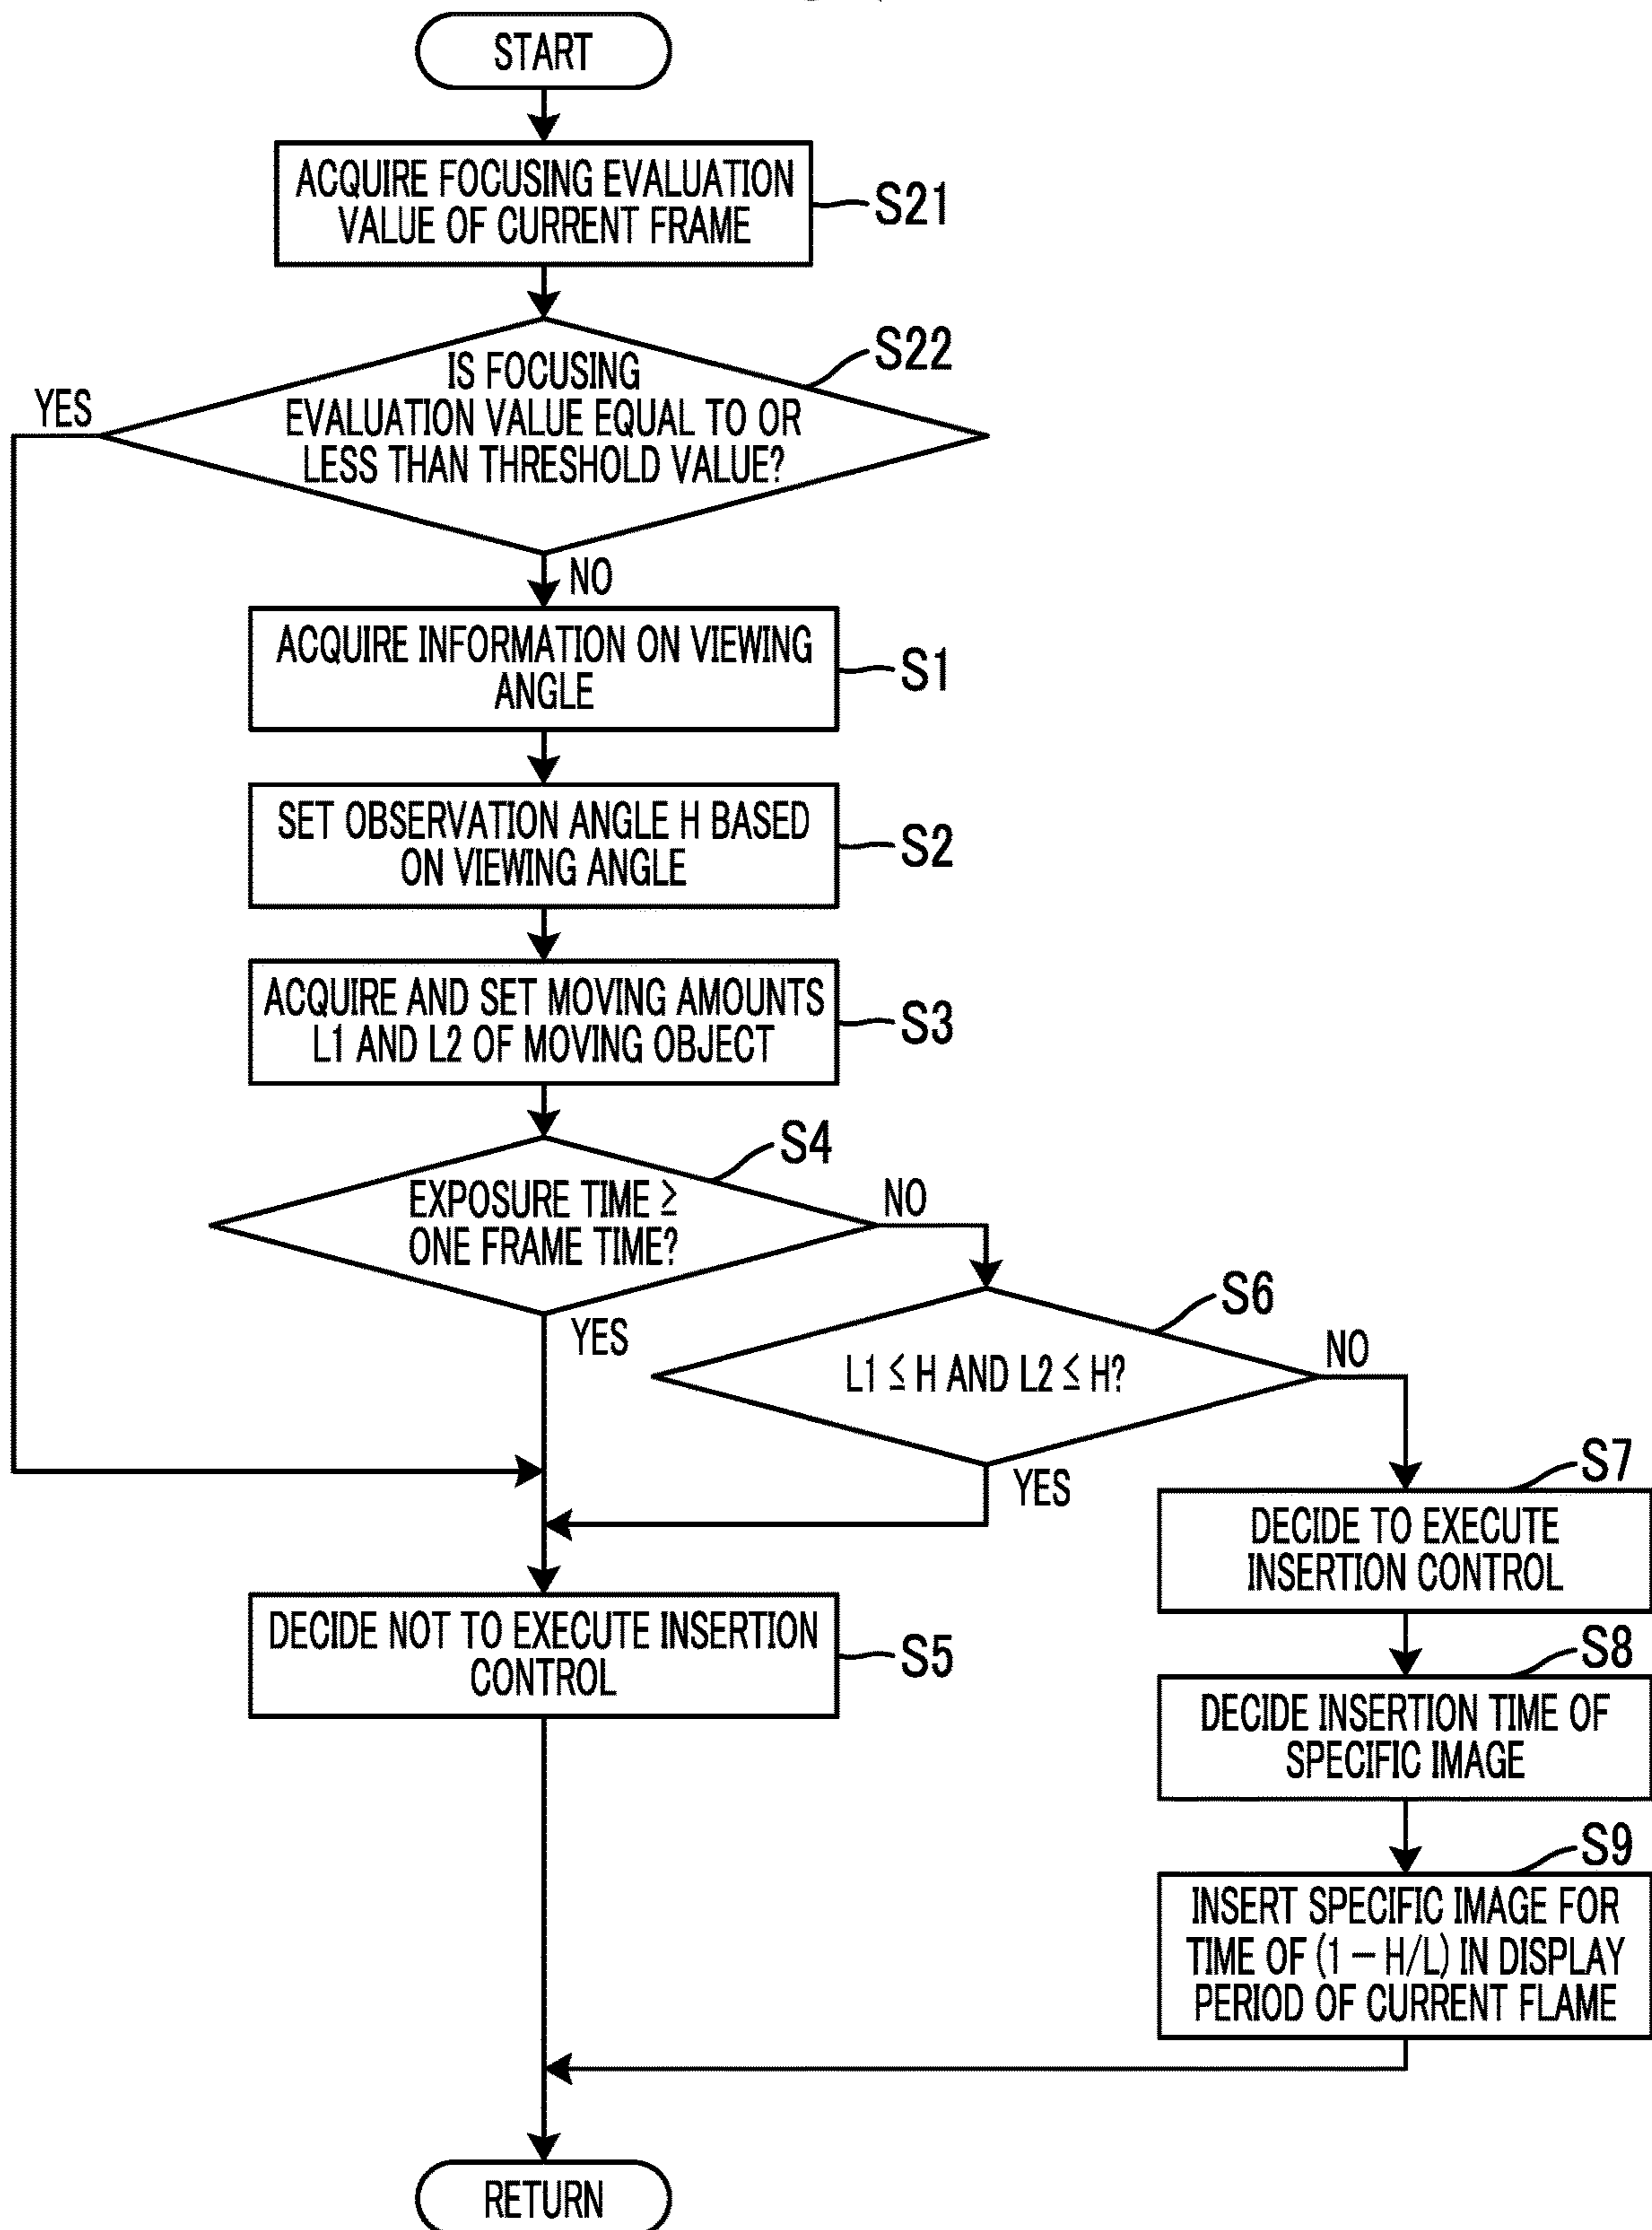 START
ACQUIRE FOCUSING EVALUATION
VALUE OF CURRENT FRAME
S21
S22
IS FOCUSING
EVALUATION VALUE EQUAL TO OR
LESS THAN THRESHOLD VALUE?
YES
NO
ACQUIRE INFORMATION ON VIEWING
ANGLE
S1
SET OBSERVATION ANGLE H BASED
ON VIEWING ANGLE
S2
ACQUIRE AND SET MOVING AMOUNTS
L1 AND L2 OF MOVING OBJECT
S3
S4
EXPOSURE TIME ≥
ONE FRAME TIME?
NO
YES
S6
L1 ≤ H AND L2 ≤ H?
NO
YES
S7
DECIDE TO EXECUTE
INSERTION CONTROL
DECIDE NOT TO EXECUTE INSERTION
CONTROL
S5
S8
DECIDE INSERTION TIME OF
SPECIFIC IMAGE
S9
INSERT SPECIFIC IMAGE FOR
TIME OF (1 – H/L) IN DISPLAY
PERIOD OF CURRENT FLAME
RETURN